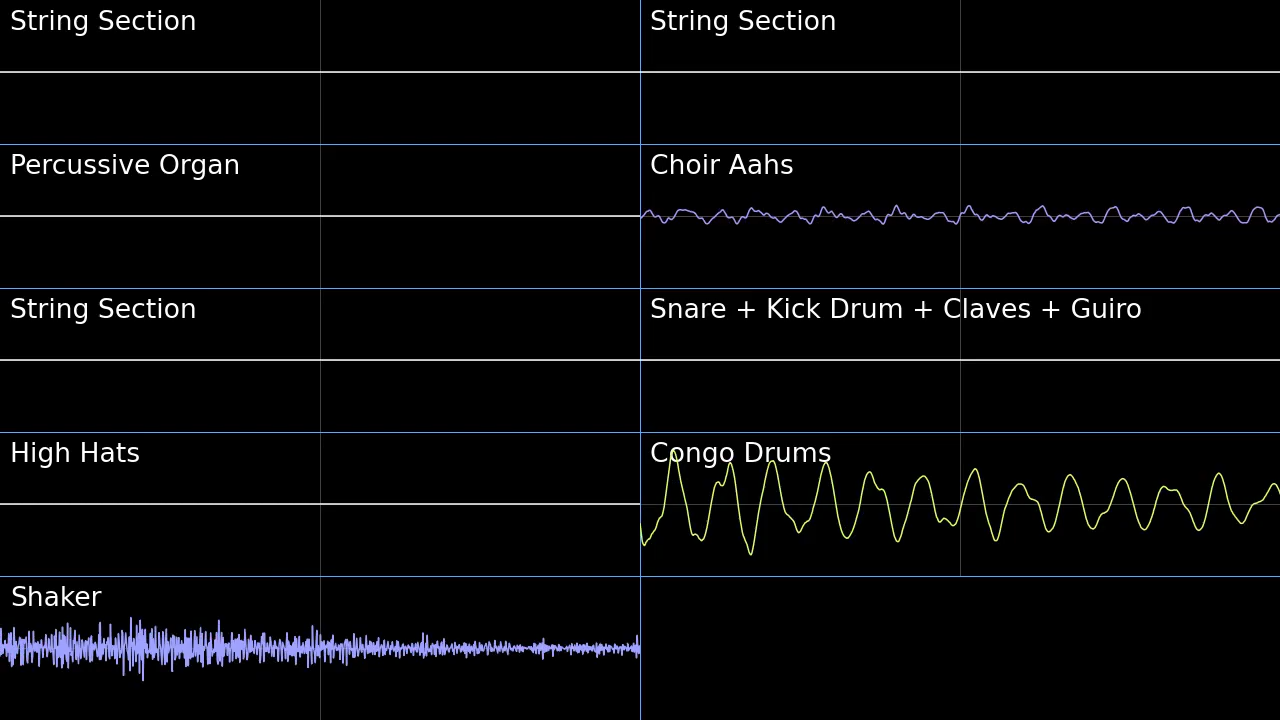 String Section
String Section
Percussive Organ
Choir Aahs
String Section
Snare + Kick Drum + Claves + Guiro
High Hats
Congo Drums
Shaker